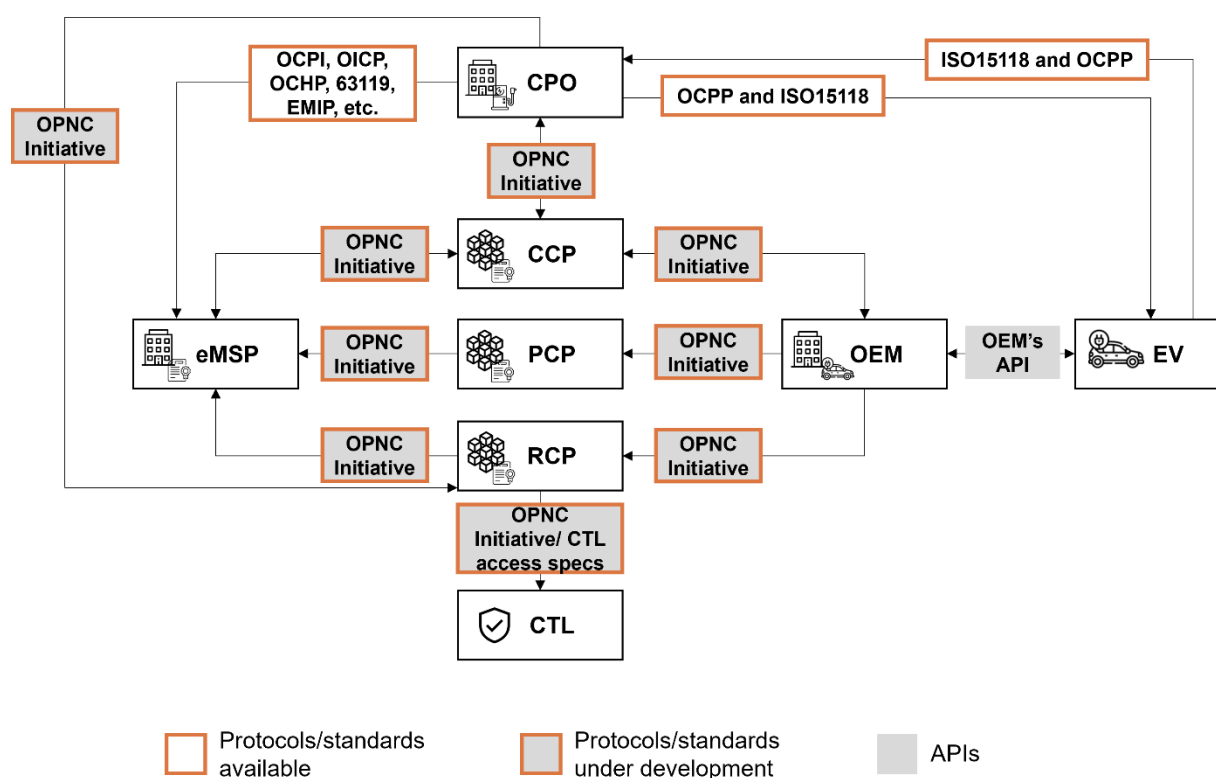 OCPI, OICP,
OCHP, 63119,
EMIP, etc.
CPO
ISO15118 and OCPP
OCPP and ISO15118
OPNC
Initiative
OPNC
Initiative
OPNC
Initiative
CCP
OPNC
Initiative
eMSP
OPNC
Initiative
PCP
OPNC
Initiative
OEM
OEM's
API
EV
OPNC
Initiative
RCP
OPNC
Initiative
OPNC
Initiative/ CTL
access specs
CTL
Protocols/standards
available
Protocols/standards
under development
APIs